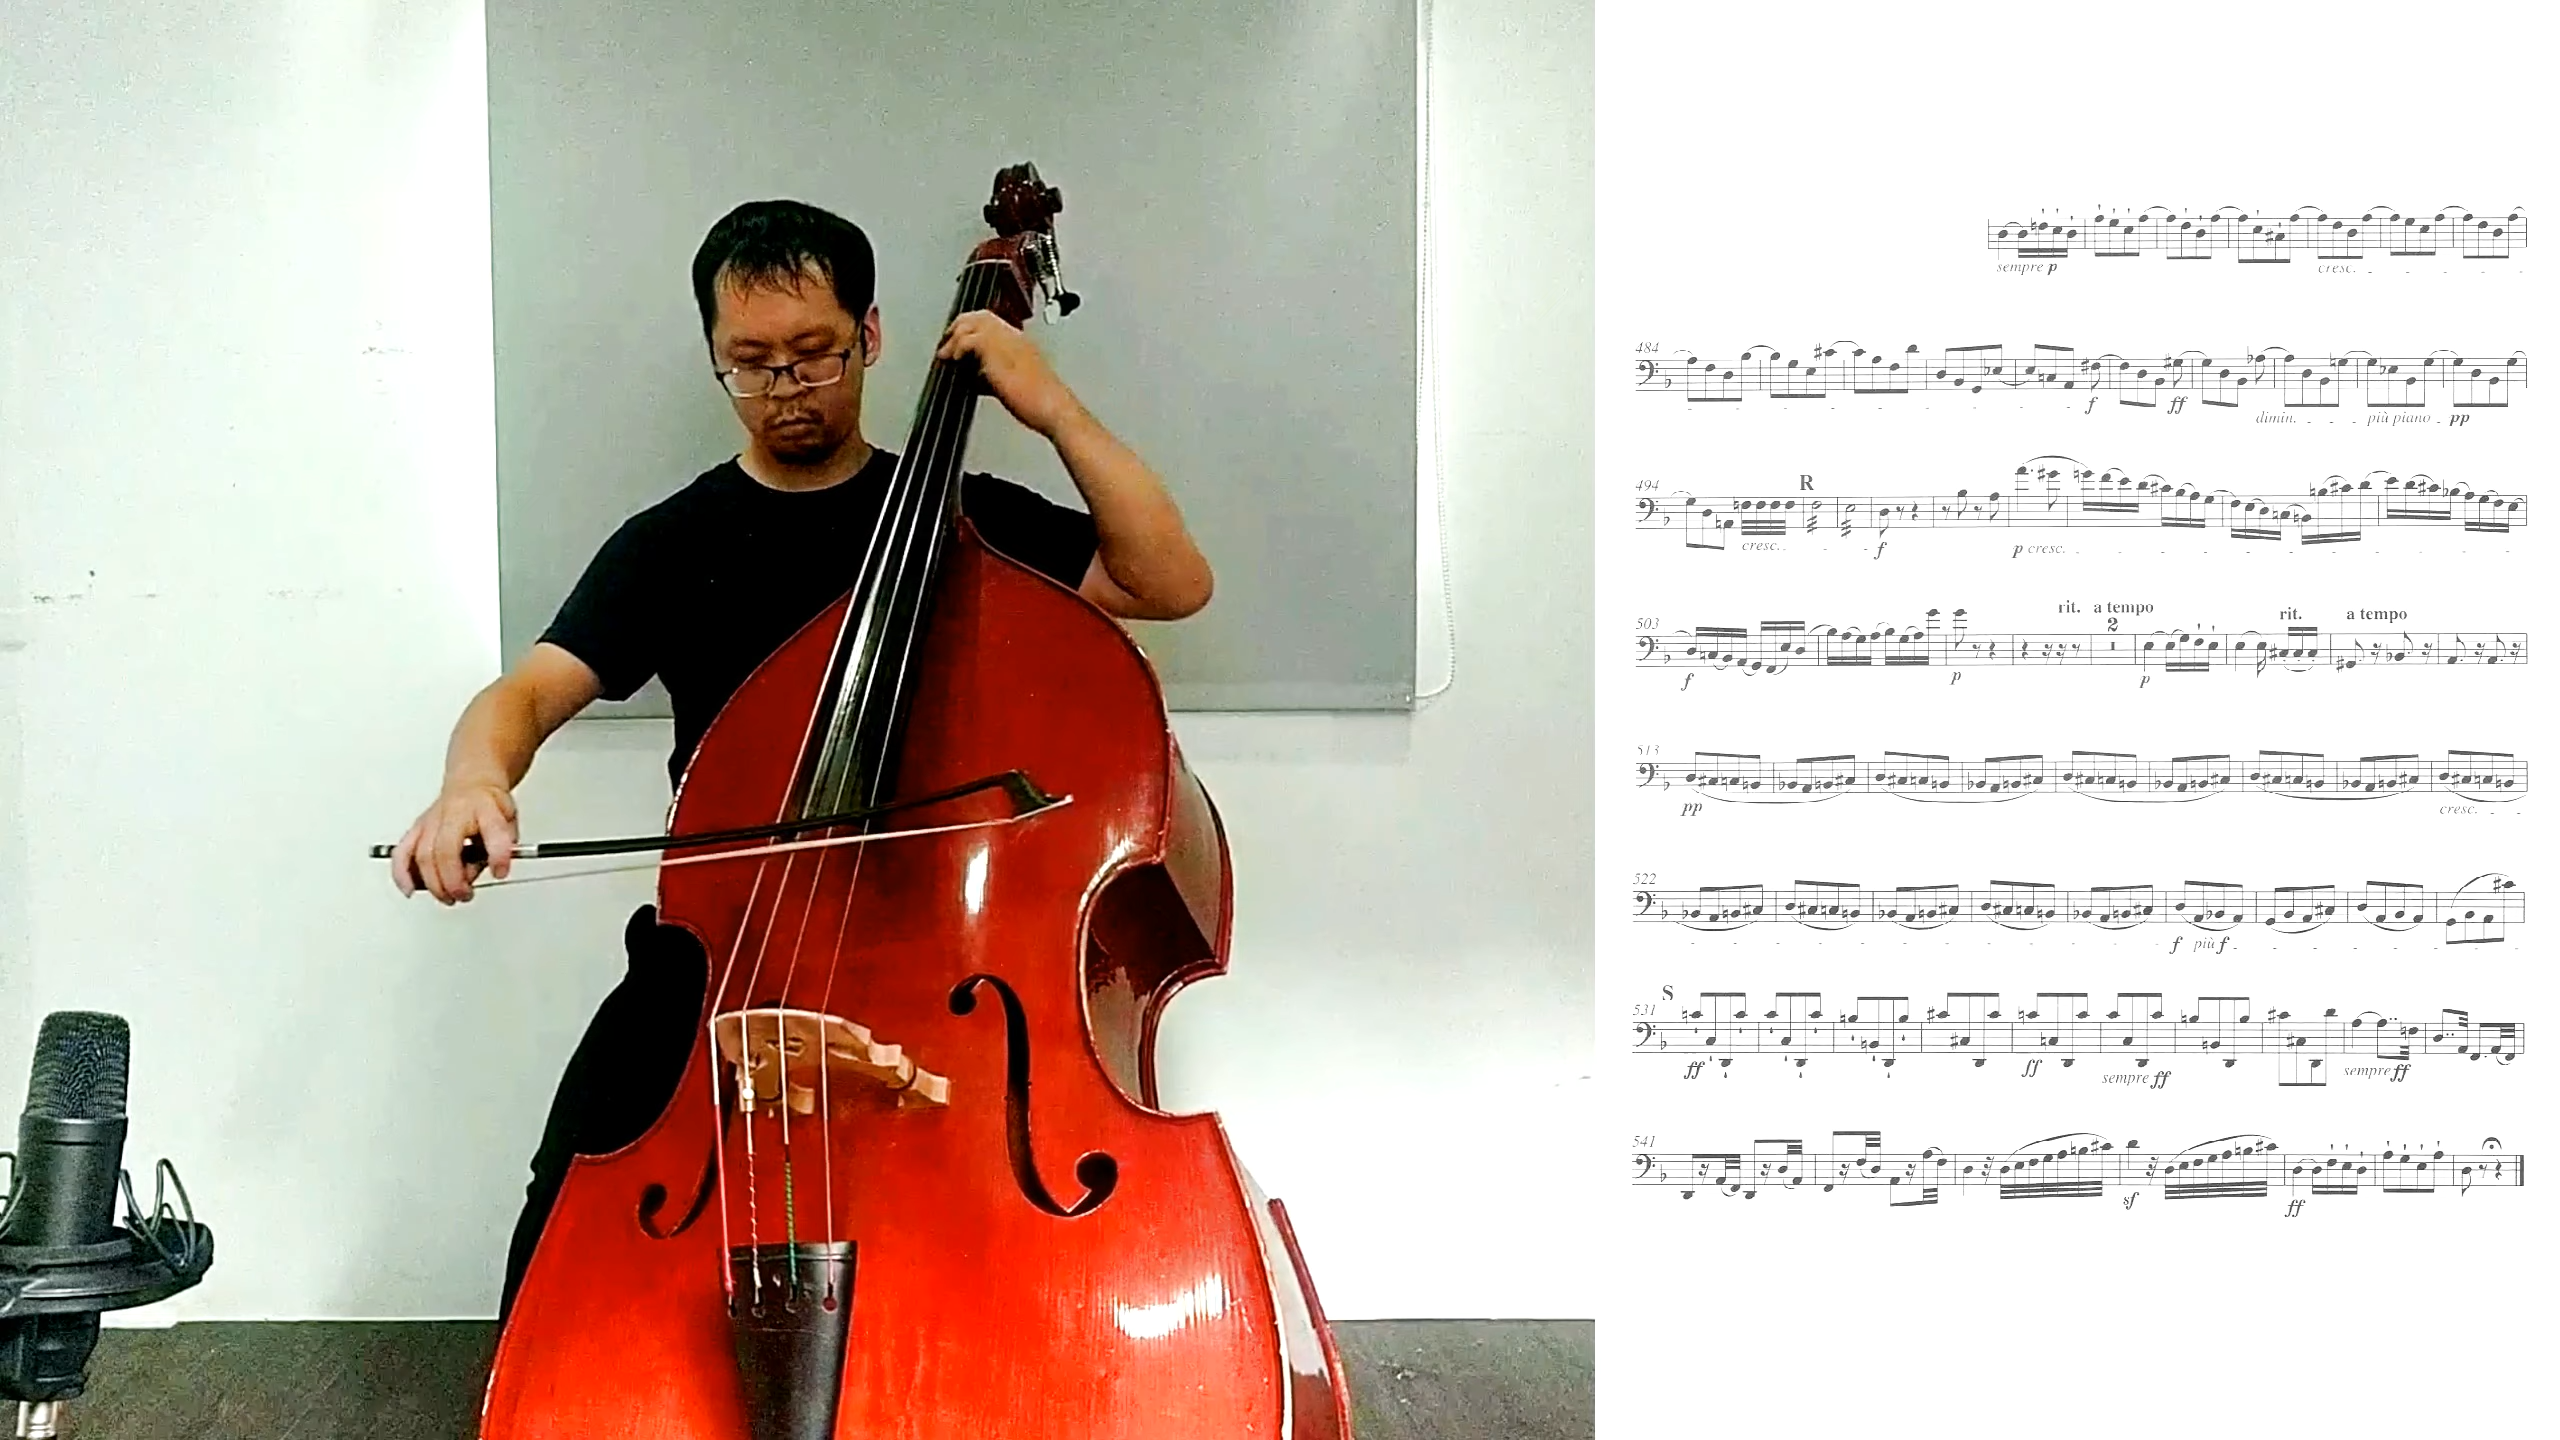 sempre p cresc.
484
f ff dimin. più piano pp
494 R
cresc. f p cresc.
rit. a tempo rit. a tempo
503 2
f p p
513
pp cresc.
522
f più f
S
531
ff ff sempre ff sempre ff
541
sf ff